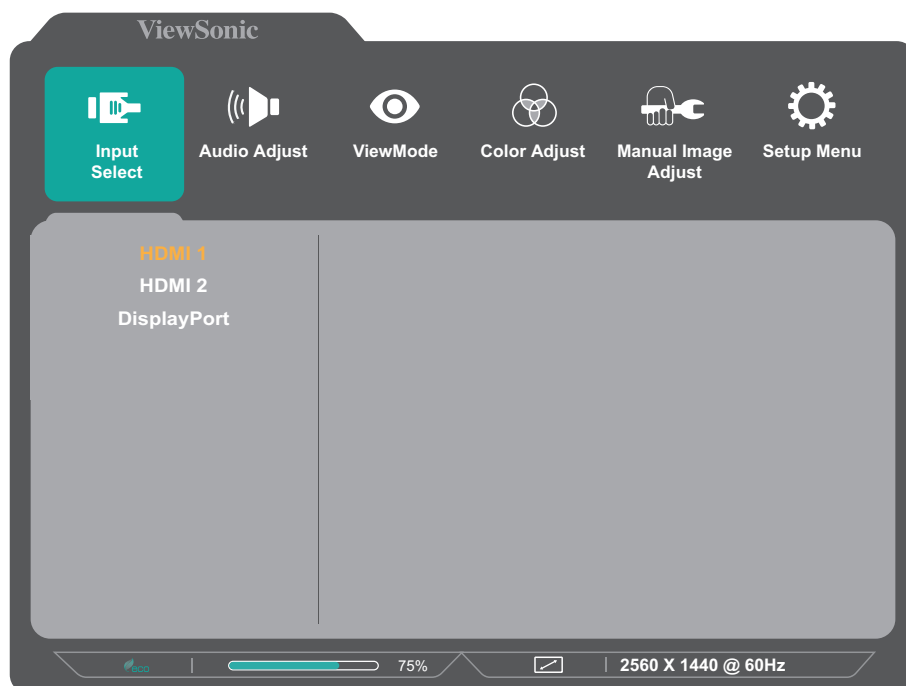 ViewSonic
Input
Select
Audio Adjust
ViewMode
Color Adjust
Manual Image
Adjust
Setup Menu
HDMI 1
HDMI 2
DisplayPort
eco
75%
2560 X 1440 @ 60Hz